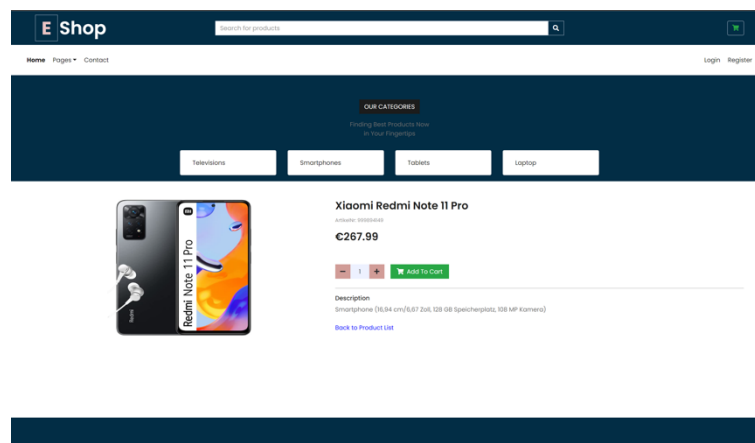 E Shop
Search for products
Home Pages Contact
Login Register
OUR CATEGORIES
Finding Best Products Now
in Your Fingertips
Televisions
Smartphones
Tablets
Laptop
Xiaomi Redmi Note 11 Pro
€267.99
- 1 +
Add To Cart
Description
Smartphone (16,94 cm/6,67 Zoll, 128 GB Speicherplatz, 108 MP Kamera)
Back to Product List
Redmi Note 11 Pro
Redmi